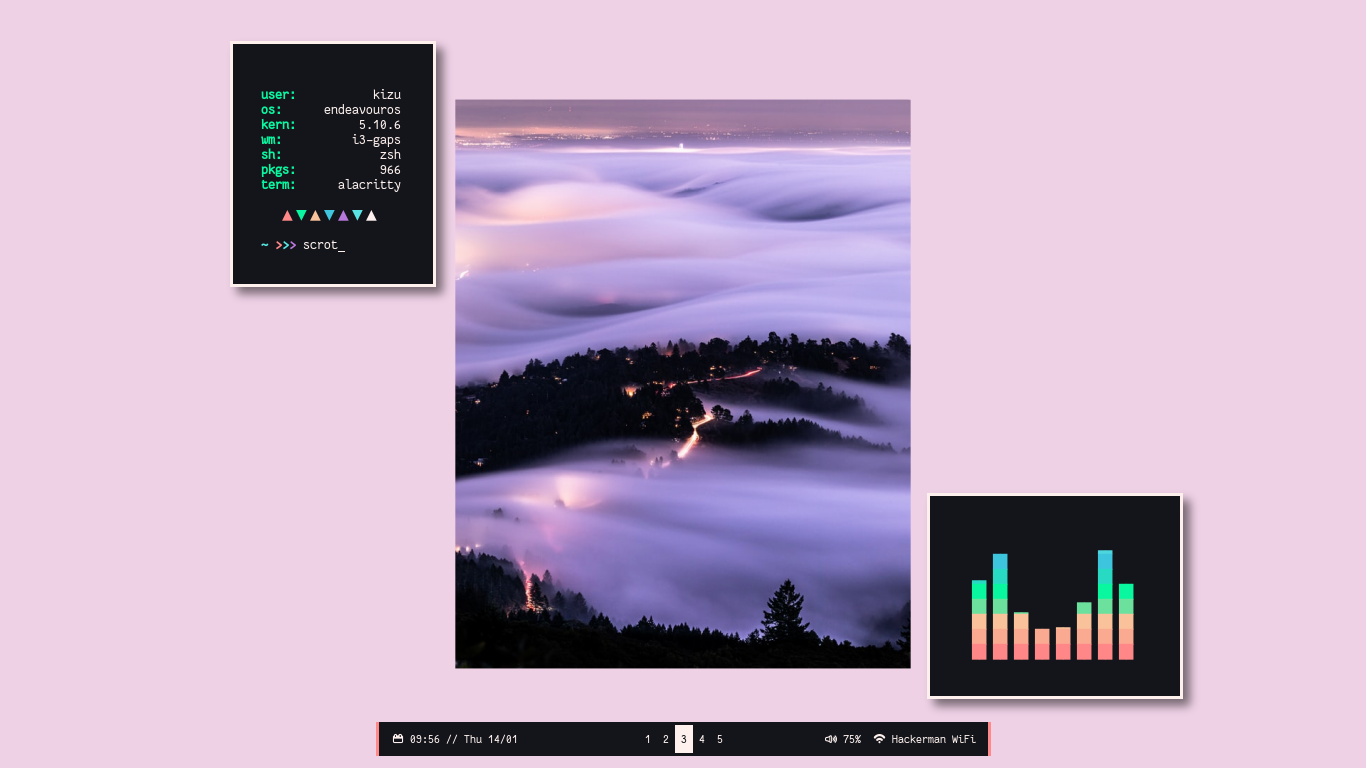 user: kizu
os: endeavouros
kern: 5.10.6
wm: i3-gaps
sh: zsh
pkgs: 966
term: alacritty
~ >>> scrot_
09:56 // Thu 14/01 1 2 3 4 5 75% Hackerman WiFi